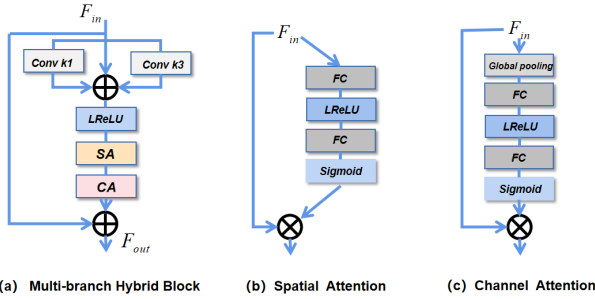 F_in
Conv k1
Conv k3
LReLU
SA
CA
F_out
(a) Multi-branch Hybrid Block
F_in
FC
LReLU
FC
Sigmoid
(b) Spatial Attention
F_in
Global pooling
FC
LReLU
FC
Sigmoid
(c) Channel Attention